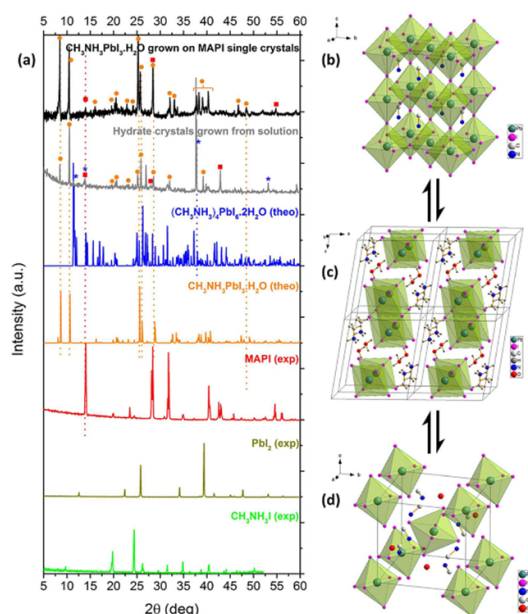 (a)
CH3NH3PbI3.H2O grown on MAPI single crystals
Hydrate crystals grown from solution
(CH3NH3)4PbI6.2H2O (theo)
CH3NH3PbI3.H2O (theo)
MAPI (exp)
PbI2 (exp)
CH3NH3I (exp)
Intensity (a.u.)
5 10 15 20 25 30 35 40 45 50 55 60
5 10 15 20 25 30 35 40 45 50 55 60
2θ (deg)
(b)
(c)
(d)